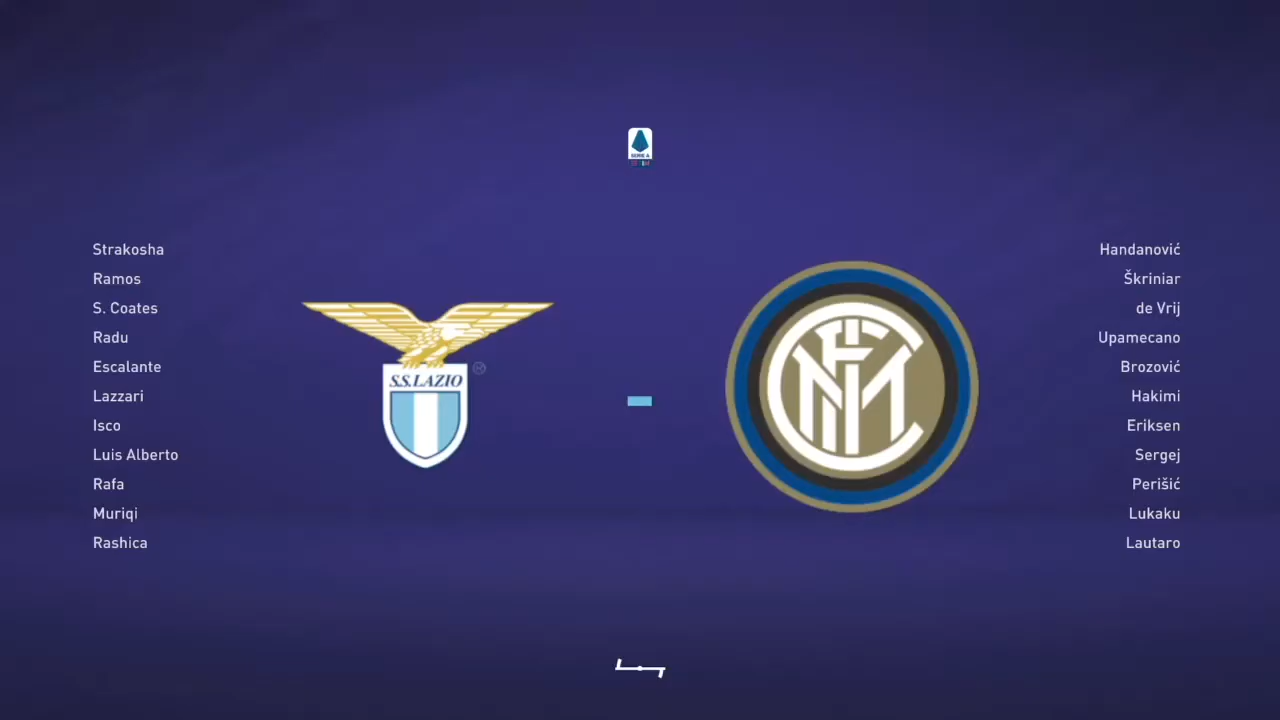 SERIE A
Strakosha
Ramos
S. Coates
Radu
Escalante
Lazzari
Isco
Luis Alberto
Rafa
Muriqi
Rashica
S.S.LAZIO
Handanović
Škriniar
de Vrij
Upamecano
Brozović
Hakimi
Eriksen
Sergej
Perišić
Lukaku
Lautaro